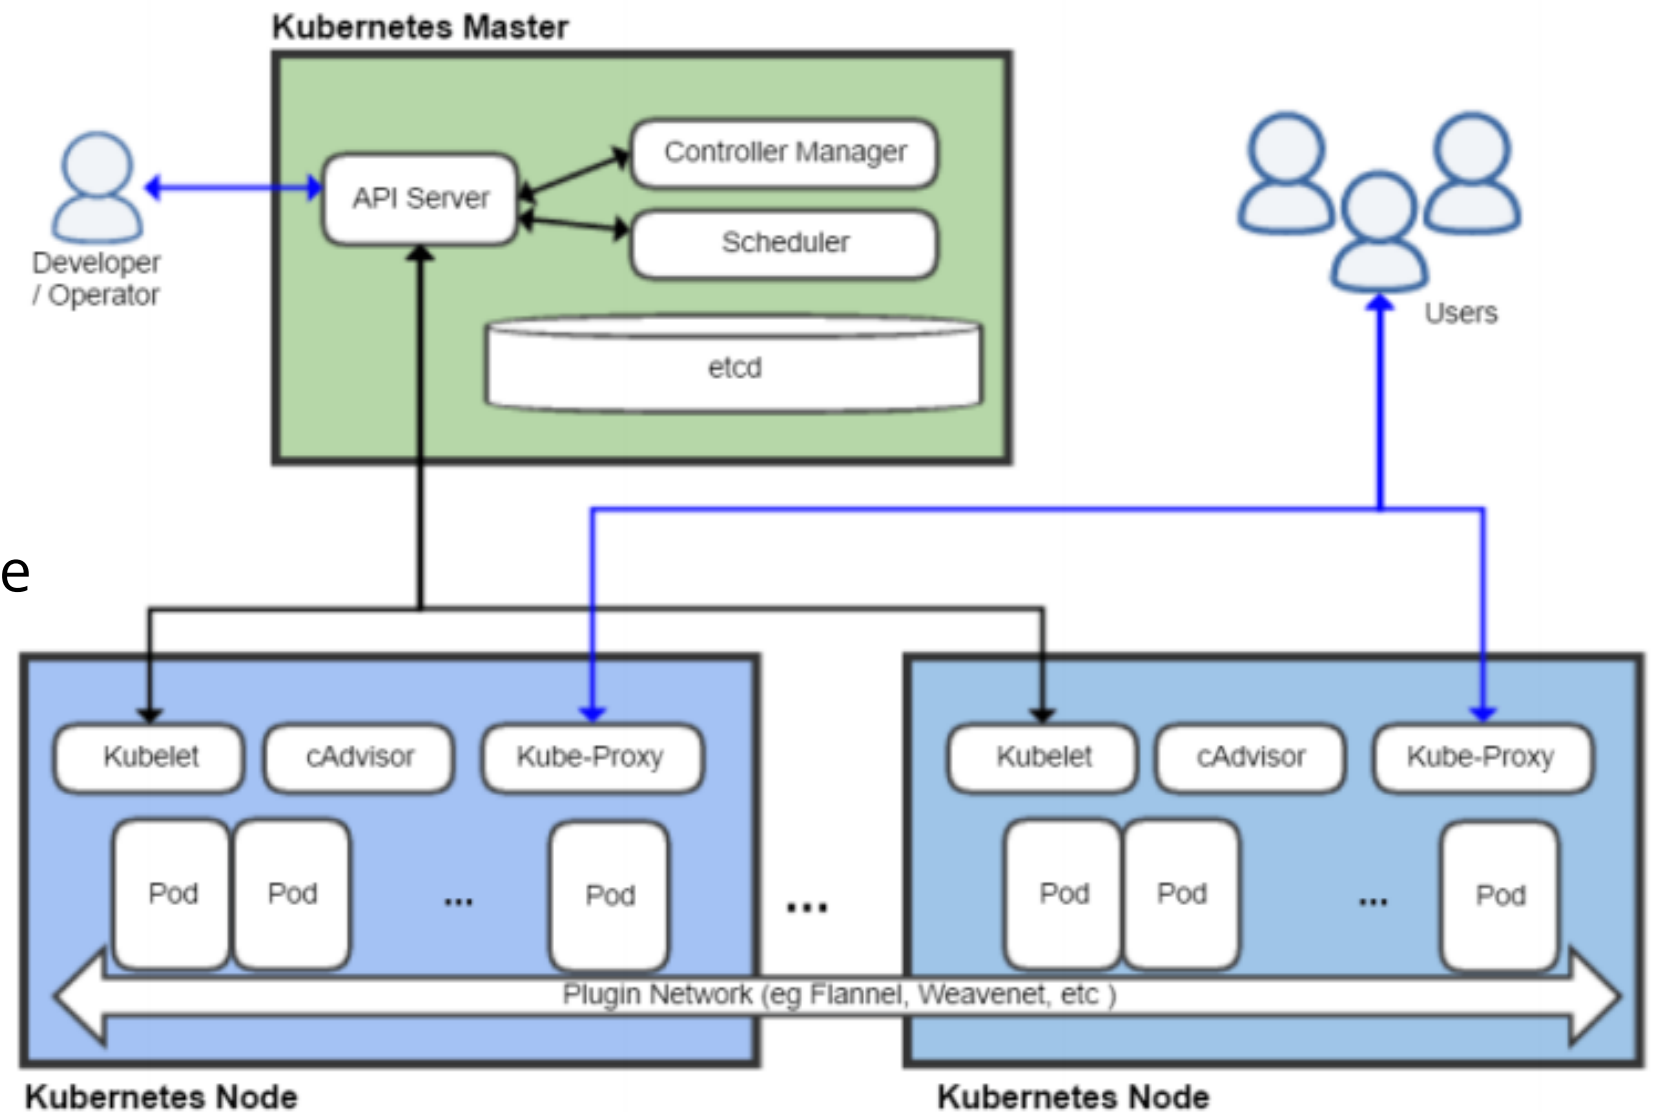 Kubernetes Master
Controller Manager
API Server
Scheduler
Developer
/ Operator
etcd
Users
e
Kubelet
cAdvisor
Kube-Proxy
Kubelet
cAdvisor
Kube-Proxy
Pod
Pod
...
Pod
...
Pod
Pod
...
Pod
Plugin Network (eg Flannel, Weavenet, etc )
Kubernetes Node
Kubernetes Node